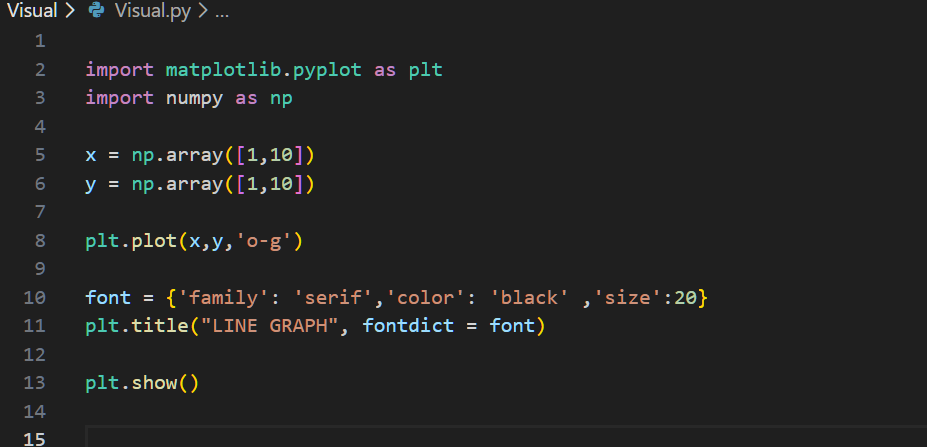 Visual > Visual.py > ...
1
2 import matplotlib.pyplot as plt
3 import numpy as np
4
5 x = np.array([1,10])
6 y = np.array([1,10])
7
8 plt.plot(x,y,'o-g')
9
10 font = {'family': 'serif','color': 'black' ,'size':20}
11 plt.title("LINE GRAPH", fontdict = font)
12
13 plt.show()
14
15